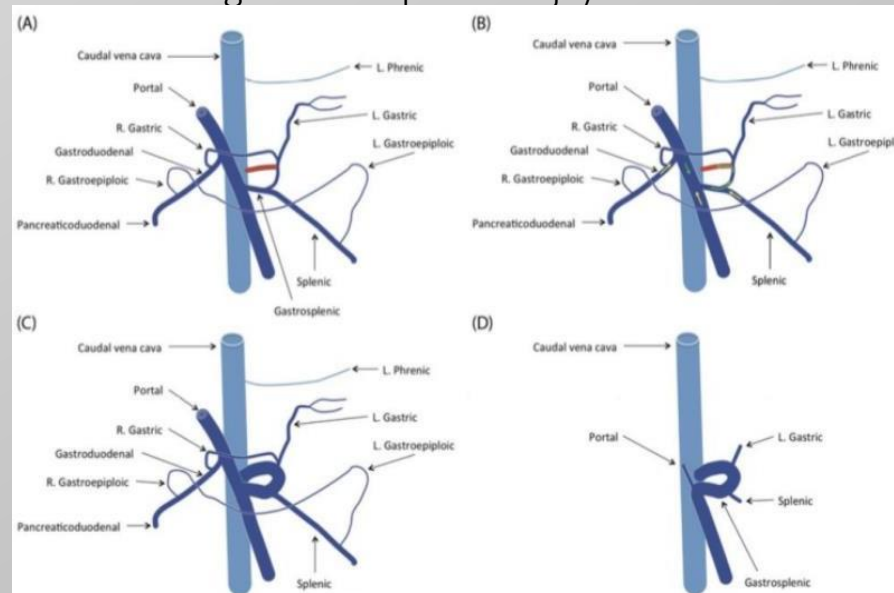 (A)
Caudal vena cava
L. Phrenic
Portal
L. Gastric
R. Gastric
L. Gastroepiploic
Gastroduodenal
R. Gastroepiploic
Pancreaticoduodenal
Splenic
Gastrosplenic
(B)
Caudal vena cava
L. Phrenic
Portal
L. Gastric
R. Gastric
L. Gastroepipl
Gastroduodenal
R. Gastroepiploic
Pancreaticoduodenal
Splenic
(C)
Caudal vena cava
L. Phrenic
Portal
L. Gastric
R. Gastric
L. Gastroepiploic
Gastroduodenal
R. Gastroepiploic
Pancreaticoduodenal
Splenic
(D)
Caudal vena cava
Portal
L. Gastric
Splenic
Gastrosplenic